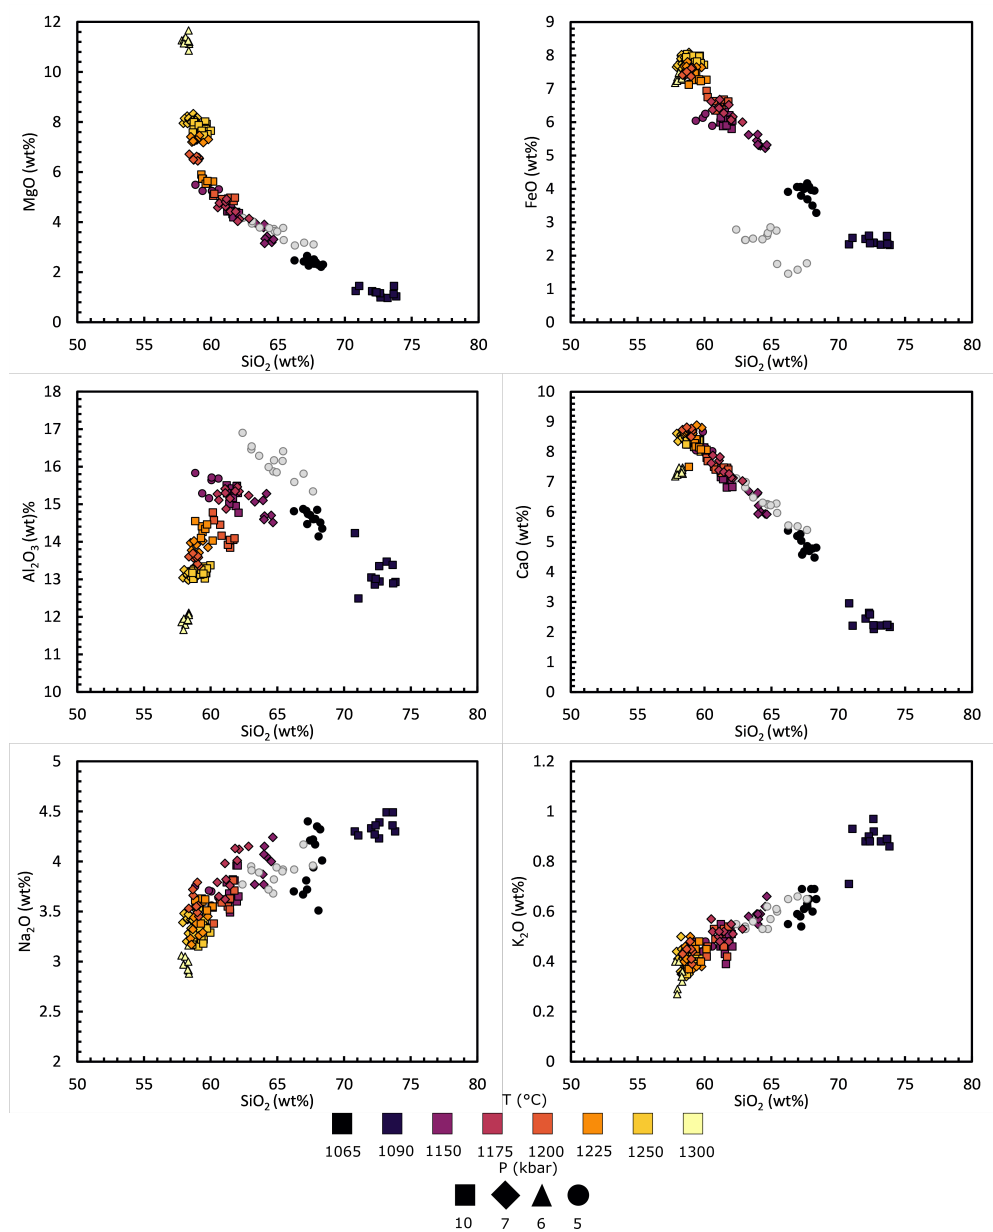 12
10
8
6
4
2
0
MgO (wt%)
50 55 60 65 70 75 80
SiO2 (wt%)
9
8
7
6
5
4
3
2
1
0
FeO (wt%)
50 55 60 65 70 75 80
SiO2 (wt%)
18
17
16
15
14
13
12
11
10
Al2O3 (wt)%
50 55 60 65 70 75 80
SiO2 (wt%)
10
9
8
7
6
5
4
3
2
1
0
CaO (wt%)
50 55 60 65 70 75 80
SiO2 (wt%)
5
4.5
4
3.5
3
2.5
2
Na2O (wt%)
50 55 60 65 70 75 80
SiO2 (wt%)
1.2
1
0.8
0.6
0.4
0.2
0
K2O (wt%)
50 55 60 65 70 75 80
SiO2 (wt%)
T (°C)
1065 1090 1150 1175 1200 1225 1250 1300
P (kbar)
10 7 6 5